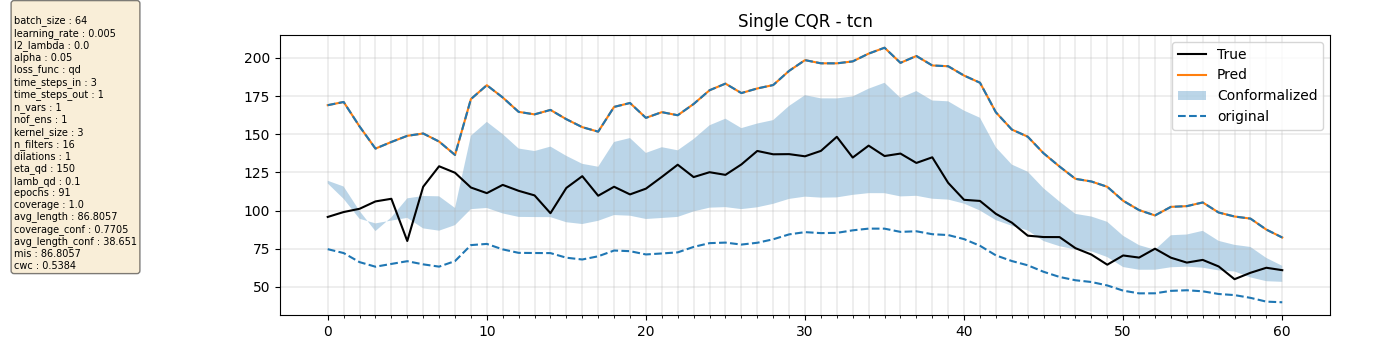 batch_size : 64
learning_rate : 0.005
l2_lambda : 0.0
alpha : 0.05
loss_func : qd
time_steps_in : 3
time_steps_out : 1
n_vars : 1
nof_ens : 1
kernel_size : 3
n_filters : 16
dilations : 1
eta_qd : 150
lamb_qd : 0.1
epochs : 91
coverage : 1.0
avg_length : 86.8057
coverage_conf : 0.7705
avg_length_conf : 38.651
mis : 86.8057
cwc : 0.5384
Single CQR - tcn
200
175
150
125
100
75
50
True
Pred
Conformalized
original
0 10 20 30 40 50 60